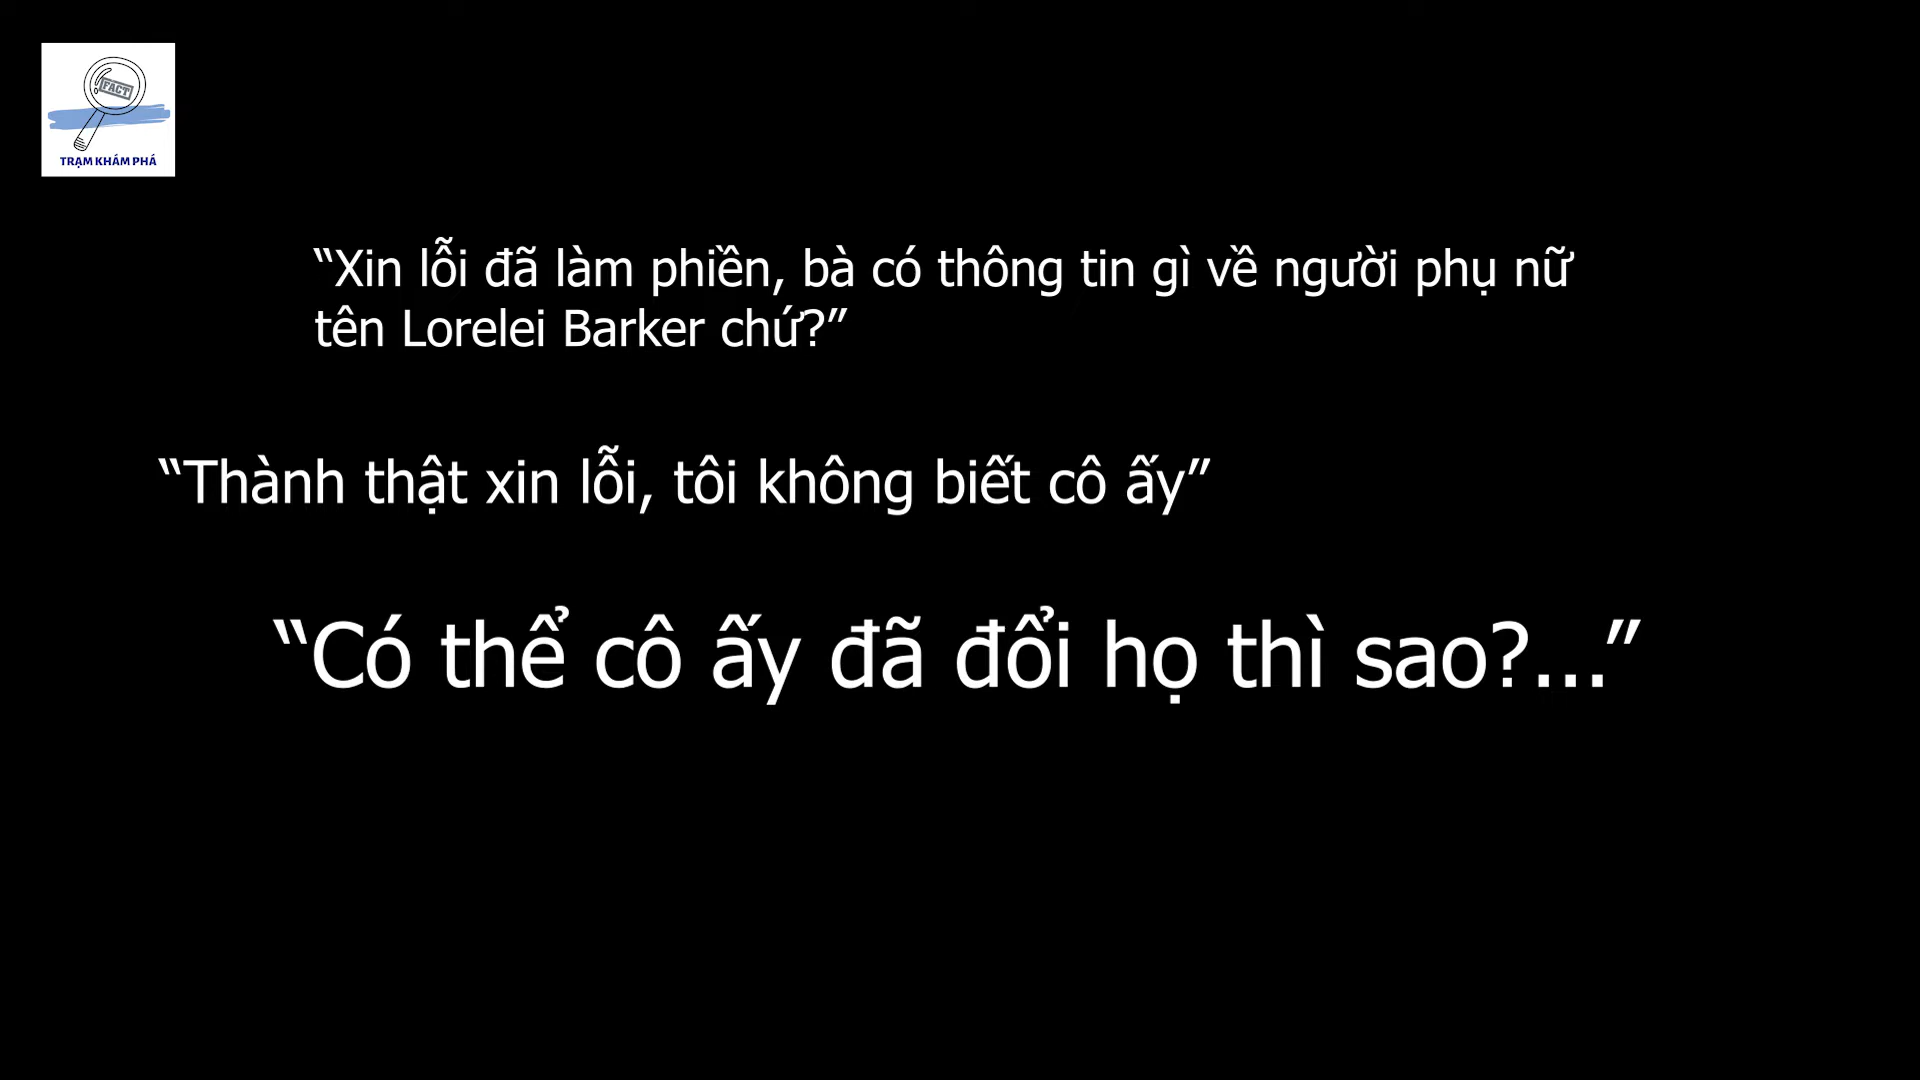 FACT
TRẠM KHÁM PHÁ
“Xin lỗi đã làm phiền, bà có thông tin gì về người phụ nữ
tên Lorelei Barker chứ?”
“Thành thật xin lỗi, tôi không biết cô ấy”
“Có thể cô ấy đã đổi họ thì sao?...”